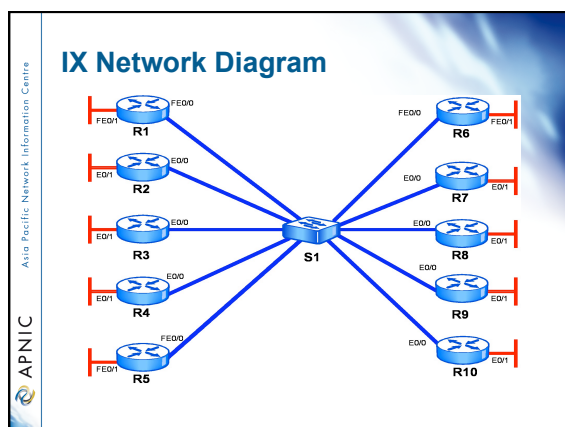 IX Network Diagram
Asia Pacific Network Information Centre
APNIC
FE0/0
FE0/1
R1
E0/0
E0/1
R2
E0/0
E0/1
R3
E0/0
E0/1
R4
FE0/0
FE0/1
R5
S1
FE0/0
FE0/1
R6
E0/0
E0/1
R7
E0/0
E0/1
R8
E0/0
E0/1
R9
E0/0
E0/1
R10